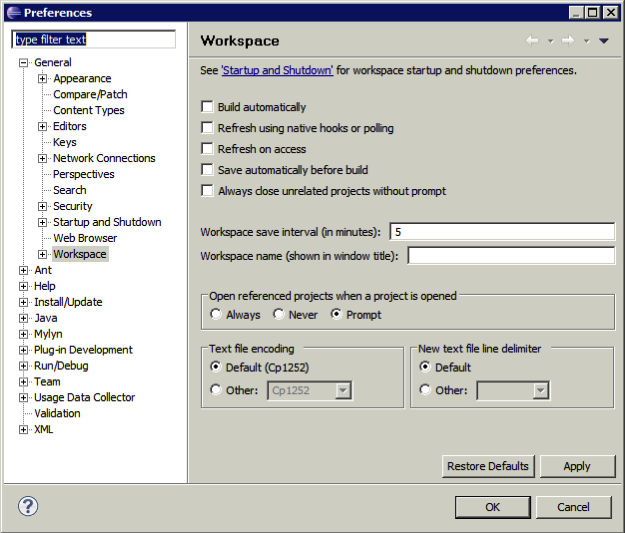 Preferences
type filter text
General
Appearance
Compare/Patch
Content Types
Editors
Keys
Network Connections
Perspectives
Search
Security
Startup and Shutdown
Web Browser
Workspace
Ant
Help
Install/Update
Java
Mylyn
Plug-in Development
Run/Debug
Team
Usage Data Collector
Validation
XML
Workspace
See 'Startup and Shutdown' for workspace startup and shutdown preferences.
Build automatically
Refresh using native hooks or polling
Refresh on access
Save automatically before build
Always close unrelated projects without prompt
Workspace save interval (in minutes): 5
Workspace name (shown in window title):
Open referenced projects when a project is opened
Always Never Prompt
Text file encoding
Default (Cp1252)
Other: Cp1252
New text file line delimiter
Default
Other:
Restore Defaults Apply
? OK Cancel